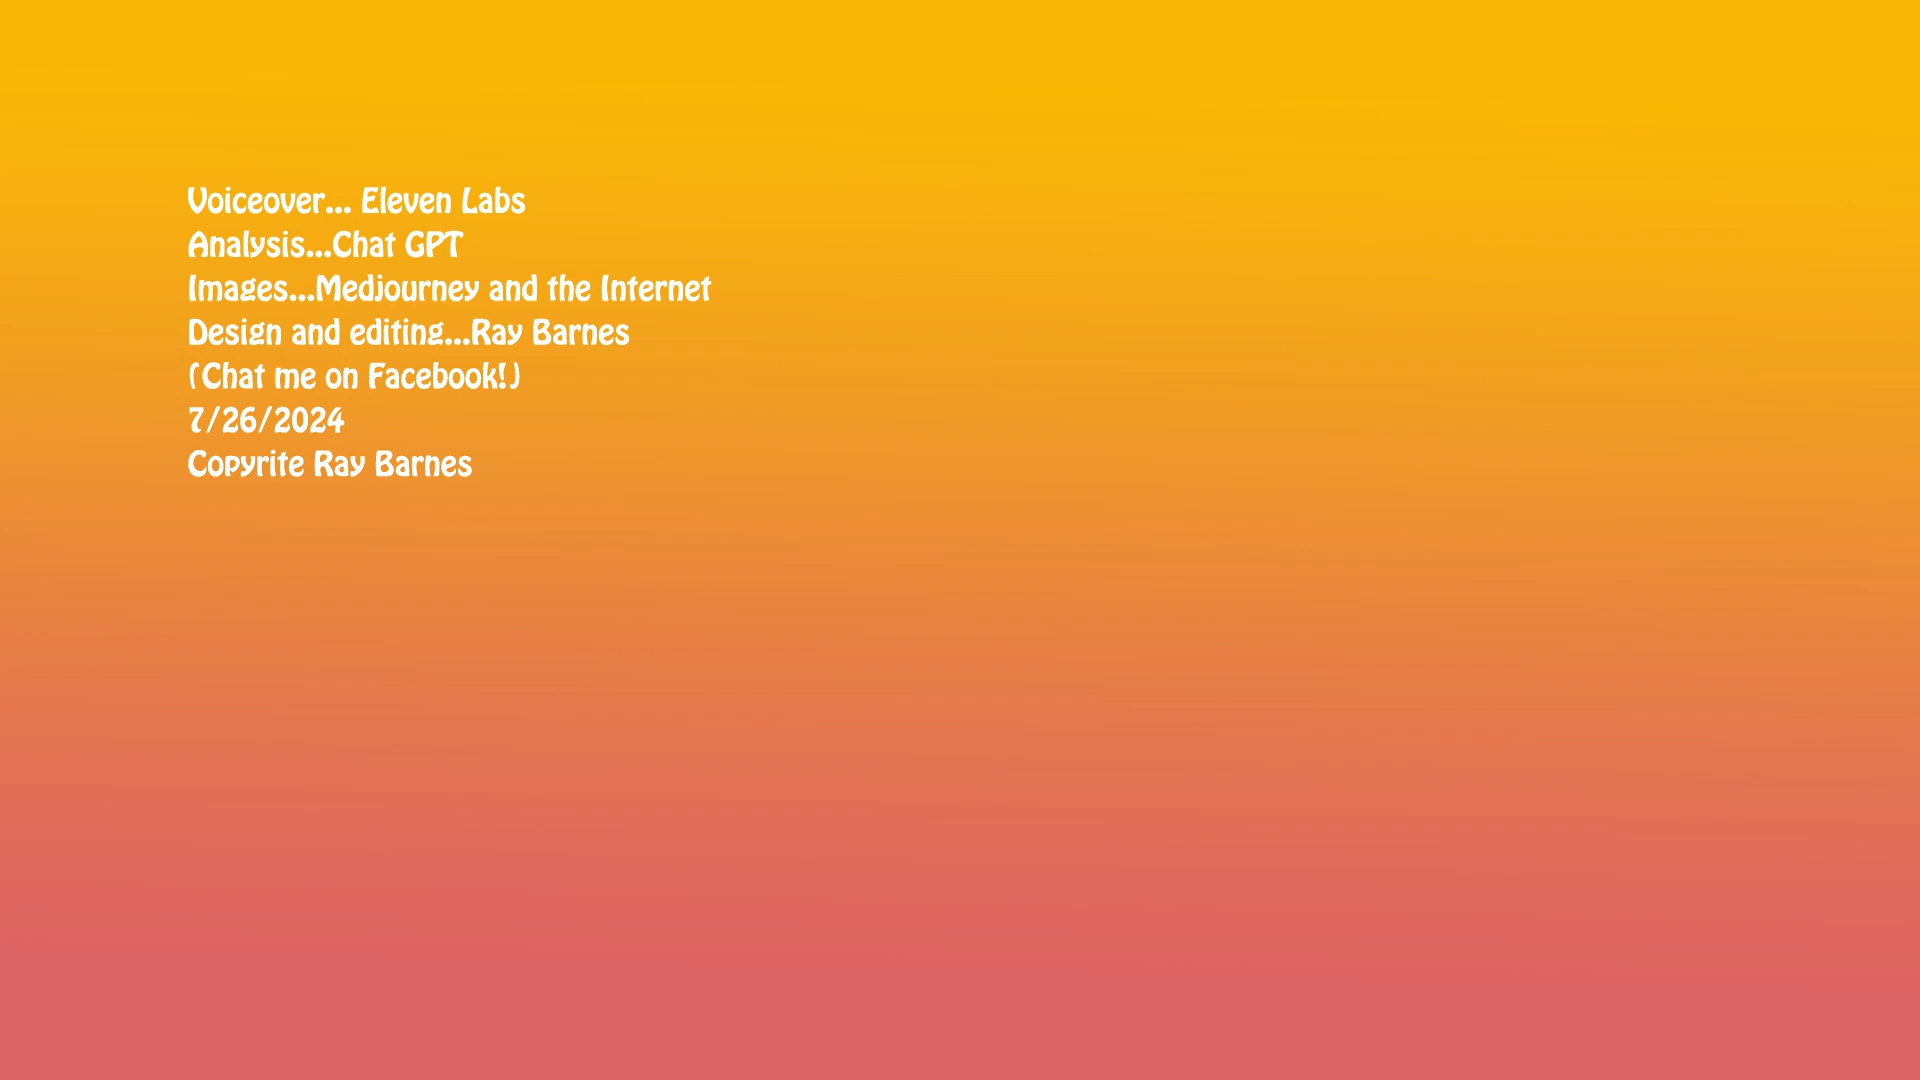 Voiceover... Eleven Labs
Analysis...Chat GPT
Images...Medjourney and the Internet
Design and editing...Ray Barnes
(Chat me on Facebook!)
7/26/2024
Copyrite Ray Barnes